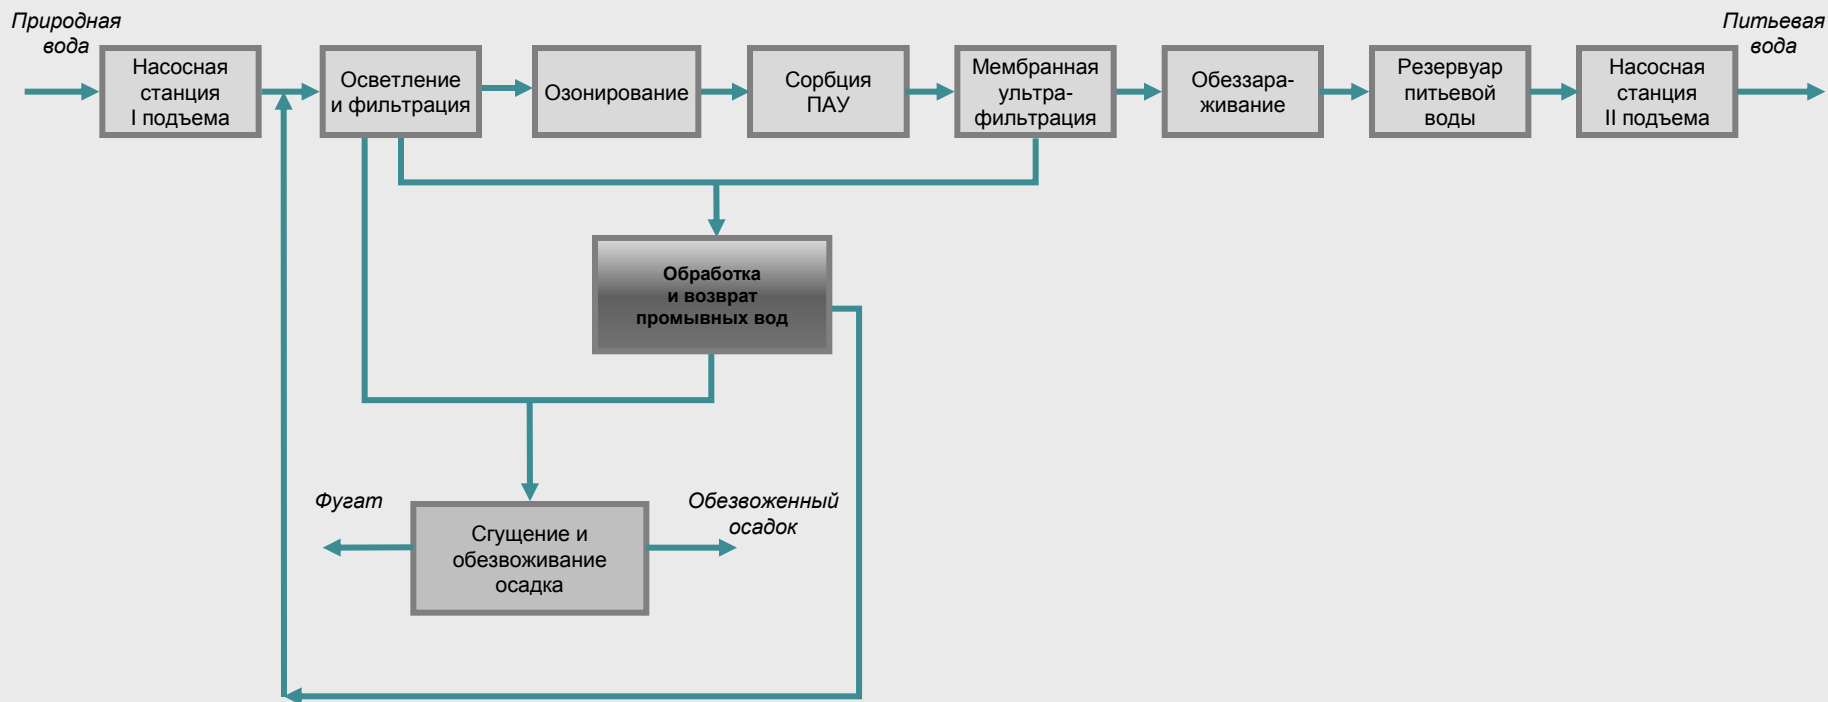 Природная
вода
Питьевая
вода
Насосная
станция
I подъема
Осветление
и фильтрация
Озонирование
Сорбция
ПАУ
Мембранная
ультра-
фильтрация
Обеззара-
живание
Резервуар
питьевой
воды
Насосная
станция
II подъема
Обработка
и возврат
промывных вод
Фугат
Обезвоженный
осадок
Сгущение и
обезвоживание
осадка